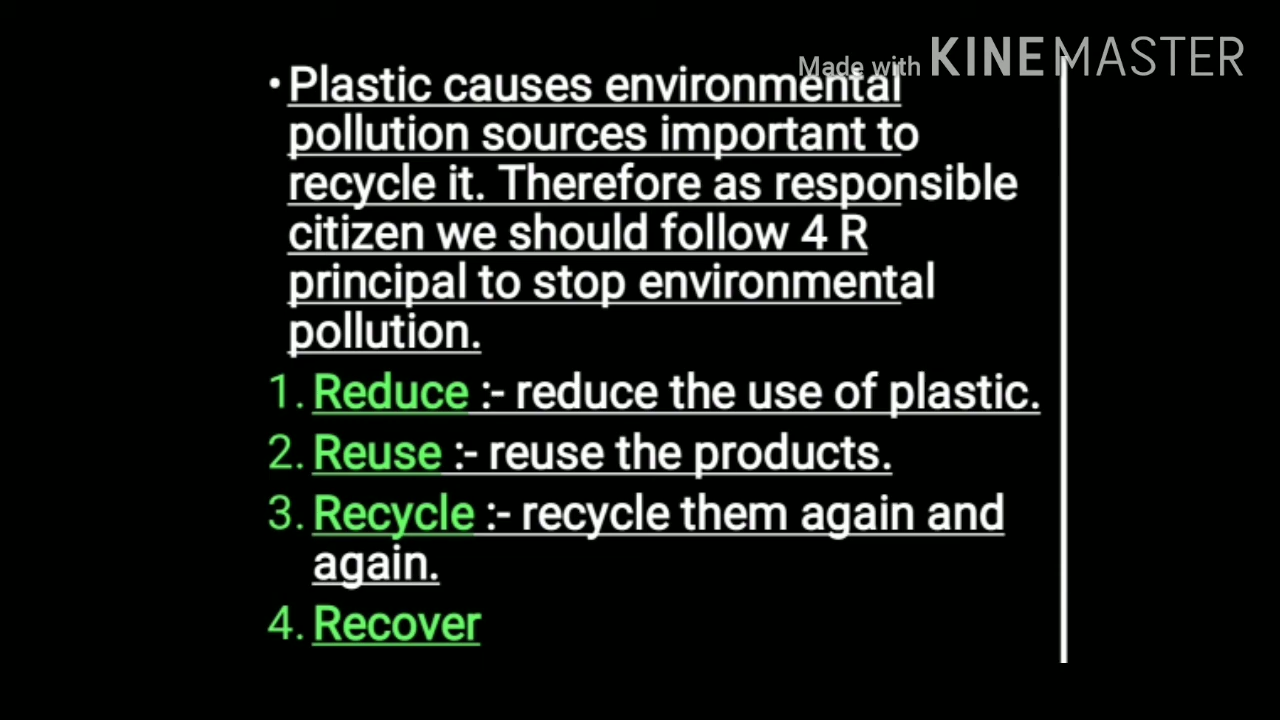 Made with KINEMASTER
• Plastic causes environmental
pollution sources important to
recycle it. Therefore as responsible
citizen we should follow 4 R
principal to stop environmental
pollution.
1. Reduce :- reduce the use of plastic.
2. Reuse :- reuse the products.
3. Recycle :- recycle them again and
again.
4. Recover